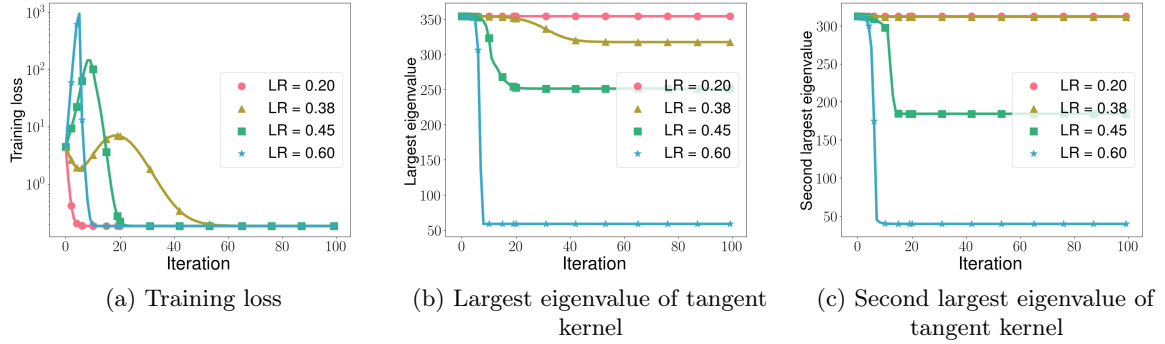 Training loss
10³
10²
10¹
10⁰
0 20 40 60 80 100
Iteration
LR = 0.20
LR = 0.38
LR = 0.45
LR = 0.60
(a) Training loss
Largest eigenvalue
350
300
250
200
150
100
50
0 20 40 60 80 100
Iteration
LR = 0.20
LR = 0.38
LR = 0.45
LR = 0.60
(b) Largest eigenvalue of tangent
kernel
Second largest eigenvalue
300
250
200
150
100
50
0 20 40 60 80 100
Iteration
LR = 0.20
LR = 0.38
LR = 0.45
LR = 0.60
(c) Second largest eigenvalue of
tangent kernel